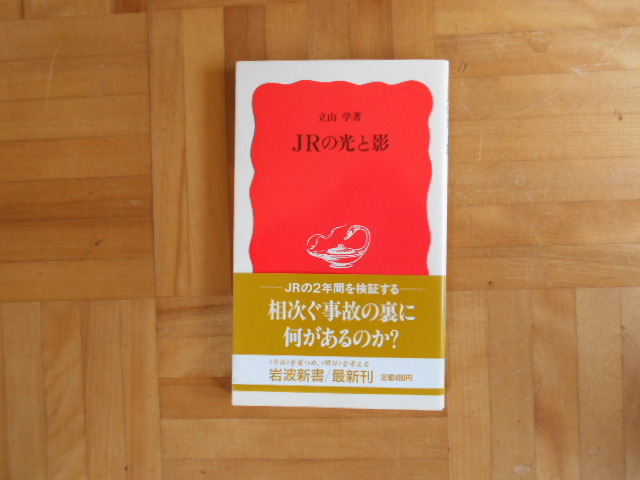 立山 学著
JRの光と影
JRの2年間を検証する
相次ぐ事故の裏に
何があるのか?
〈今日〉を見つめ、〈明日〉を考える
岩波新書/最新刊 定価480円